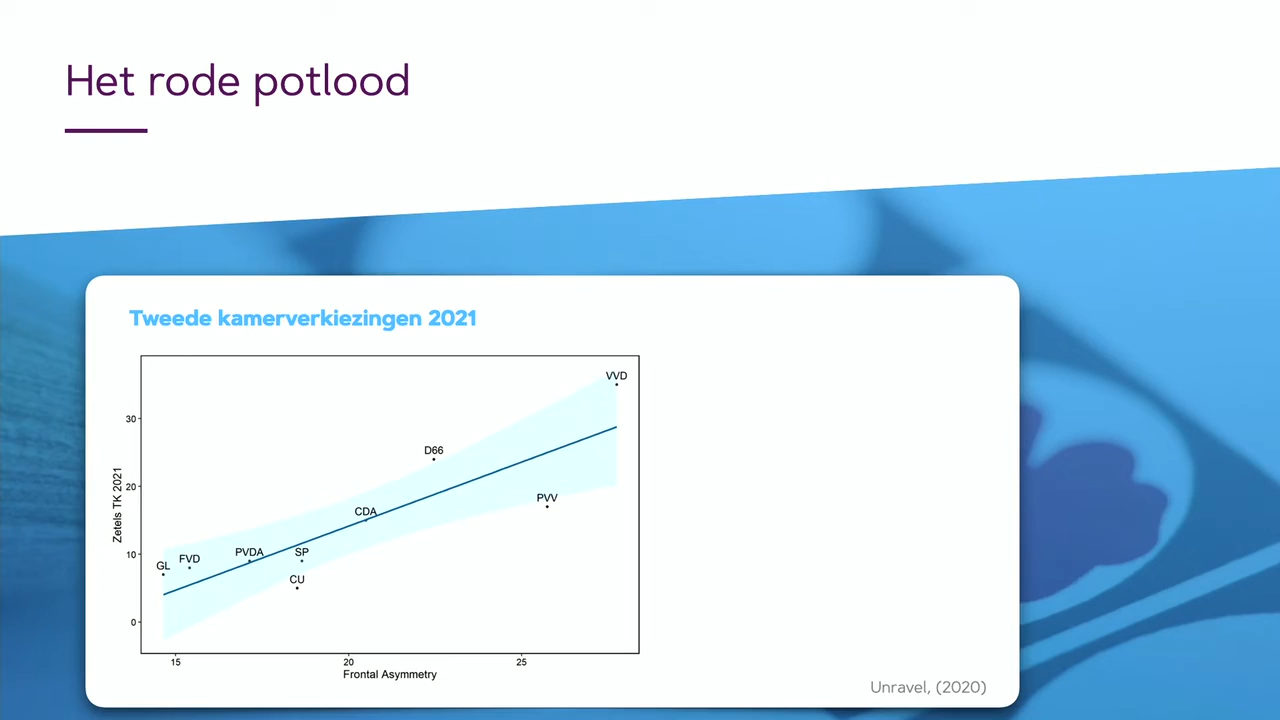 Het rode potlood
Tweede kamerverkiezingen 2021
VVD
30
D66
Zetels TK 2021
20
PVV
CDA
10
PVDA
SP
FVD
GL
CU
0
15
20
25
Frontal Asymmetry
Unravel, (2020)